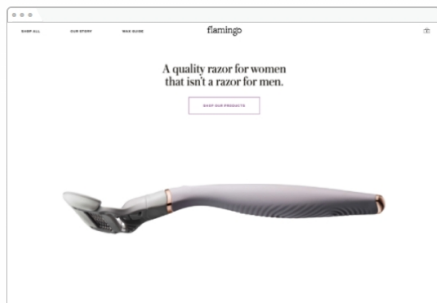 SHOP ALL
OUR STORY
WAX GUIDE
flamingo
A quality razor for women
that isn't a razor for men.
SHOP OUR PRODUCTS